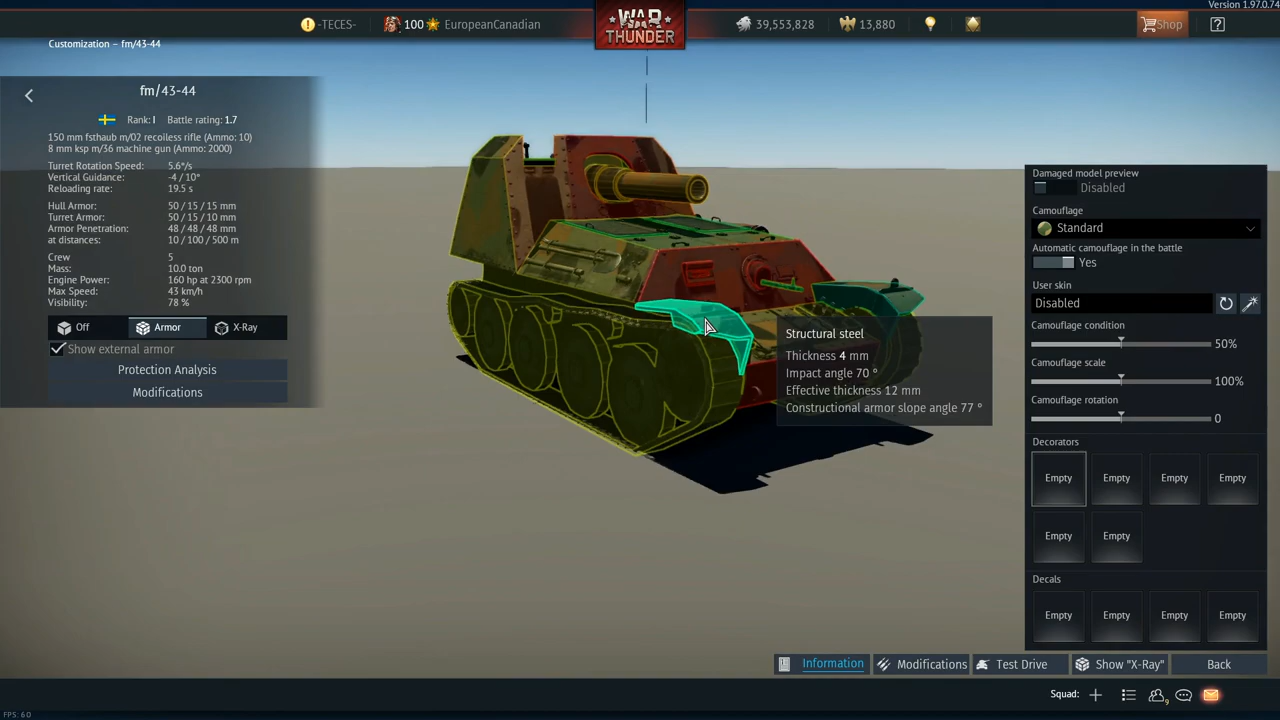 Version 1.97.0.74
-TECES-
100 EuropeanCanadian
WAR THUNDER
39,553,828
13,880
Shop
Customization – fm/43-44
fm/43-44
Rank: I Battle rating: 1.7
150 mm fsthaub m/02 recoiless rifle (Ammo: 10)
8 mm ksp m/36 machine gun (Ammo: 2000)
Turret Rotation Speed: 5.6°/s
Vertical Guidance: -4 / 10°
Reloading rate: 19.5 s
Hull Armor: 50 / 15 / 15 mm
Turret Armor: 50 / 15 / 10 mm
Armor Penetration: 48 / 48 / 48 mm
at distances: 10 / 100 / 500 m
Crew 5
Mass: 10.0 ton
Engine Power: 160 hp at 2300 rpm
Max Speed: 43 km/h
Visibility: 78 %
Off Armor X-Ray
Show external armor
Protection Analysis
Modifications
Structural steel
Thickness 4 mm
Impact angle 70 °
Effective thickness 12 mm
Constructional armor slope angle 77 °
Damaged model preview
Disabled
Camouflage
Standard
Automatic camouflage in the battle
Yes
User skin
Disabled
Camouflage condition
50%
Camouflage scale
100%
Camouflage rotation
0
Decorators
Empty Empty Empty Empty
Empty Empty
Decals
Empty Empty Empty Empty
Information Modifications Test Drive Show "X-Ray" Back
Squad: 9
FPS: 60